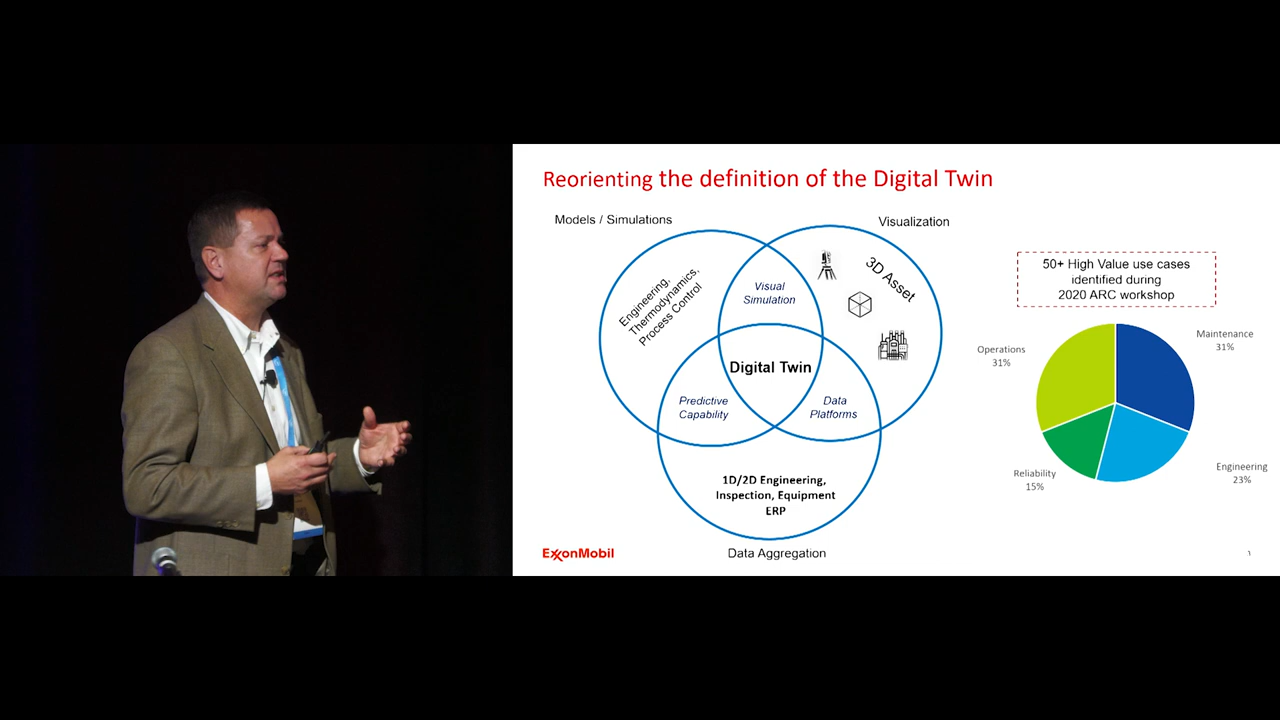 Reorienting the definition of the Digital Twin
Models / Simulations
Visualization
Engineering,
Thermodynamics,
Process Control
Visual
Simulation
3D Asset
Digital Twin
Predictive
Capability
Data
Platforms
1D/2D Engineering,
Inspection, Equipment
ERP
Data Aggregation
50+ High Value use cases
identified during
2020 ARC workshop
Operations
31%
Maintenance
31%
Reliability
15%
Engineering
23%
ExxonMobil
1